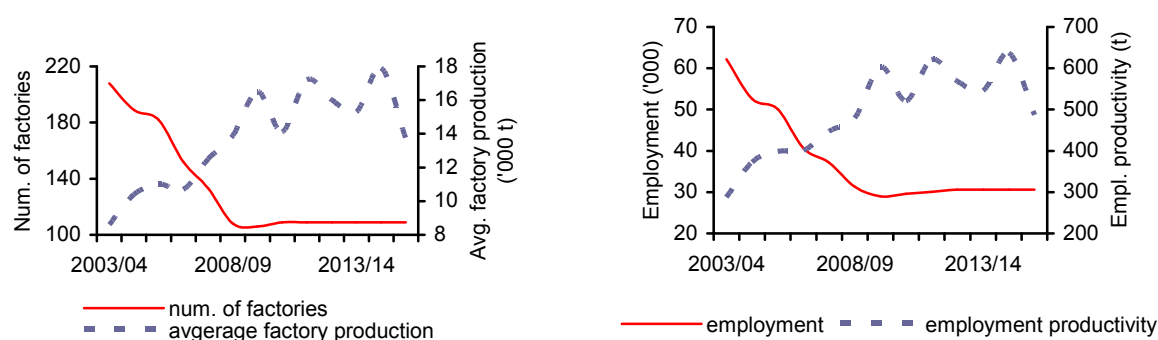 Num. of factories
220
180
140
100
18
16
14
12
10
8
Avg. factory production
('000 t)
2003/04 2008/09 2013/14
num. of factories
avgerage factory production
Employment ('000)
70
60
50
40
30
20
700
600
500
400
300
200
Empl. productivity (t)
2003/04 2008/09 2013/14
employment employment productivity